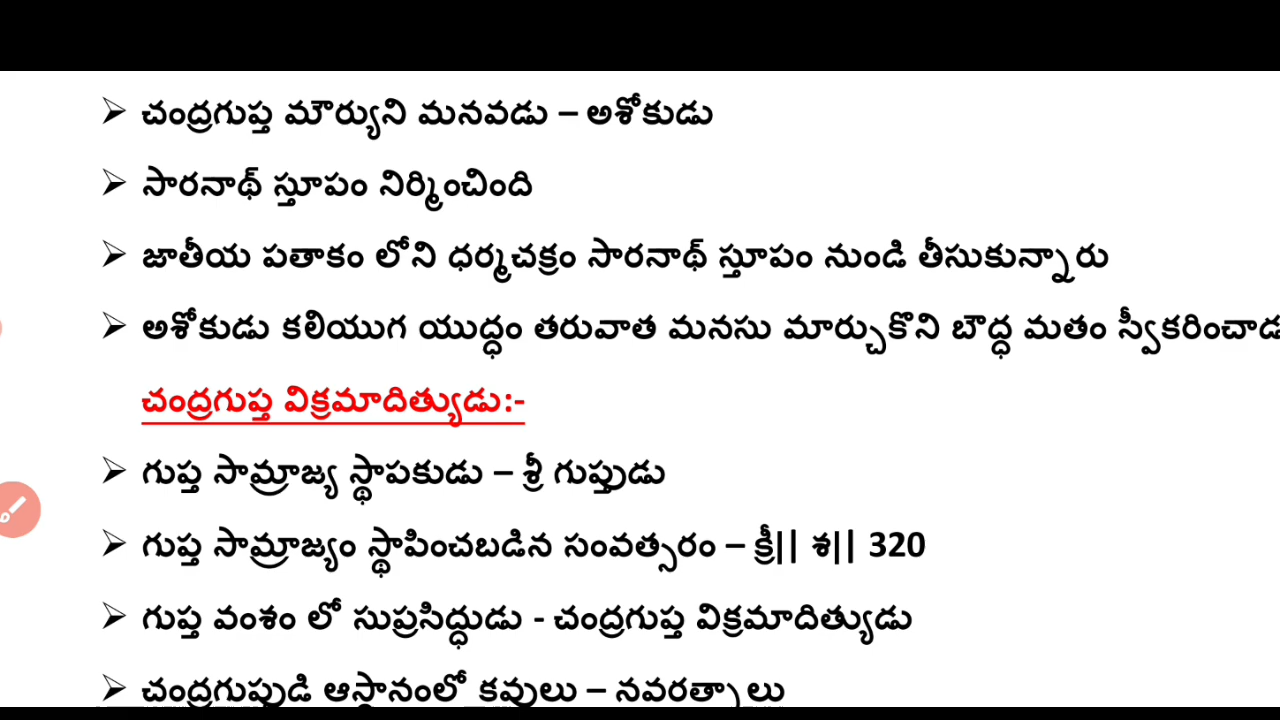 ➢ చంద్రగుప్త మౌర్యుని మనవడు – అశోకుడు
➢ సారనాథ్ స్తూపం నిర్మించింది
➢ జాతీయ పతాకం లోని ధర్మచక్రం సారనాథ్ స్తూపం నుండి తీసుకున్నారు
➢ అశోకుడు కలియుగ యుద్ధం తరువాత మనసు మార్చుకొని బౌద్ధ మతం స్వీకరించాడు
చంద్రగుప్త విక్రమాదిత్యుడు:-
➢ గుప్త సామ్రాజ్య స్థాపకుడు – శ్రీ గుప్తుడు
➢ గుప్త సామ్రాజ్యం స్థాపించబడిన సంవత్సరం – క్రీ|| శ|| 320
➢ గుప్త వంశం లో సుప్రసిద్ధుడు - చంద్రగుప్త విక్రమాదిత్యుడు
➢ చంద్రగుప్తుడి ఆస్థానంలో కవులు – నవరత్నాలు